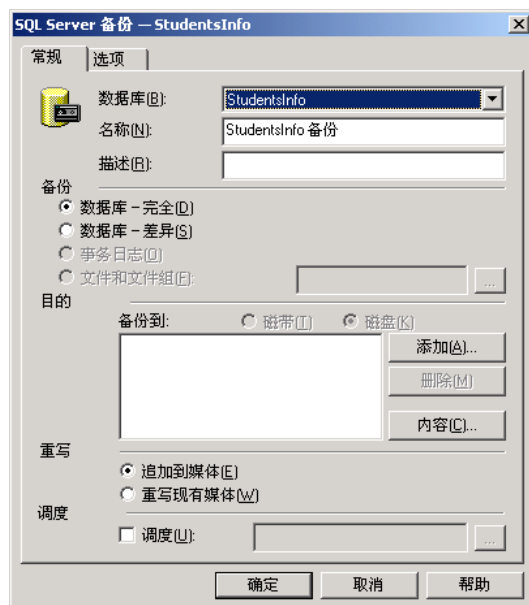 SQL Server 备份 — StudentsInfo
常规 选项
数据库(B): StudentsInfo
名称(N): StudentsInfo 备份
描述(R):
备份
数据库 - 完全(D)
数据库 - 差异(S)
事务日志(O)
文件和文件组(F): ...
目的
备份到: 磁带(T) 磁盘(K)
添加(A)...
删除(M)
内容(C)...
重写
追加到媒体(E)
重写现有媒体(W)
调度
调度(U): ...
确定 取消 帮助